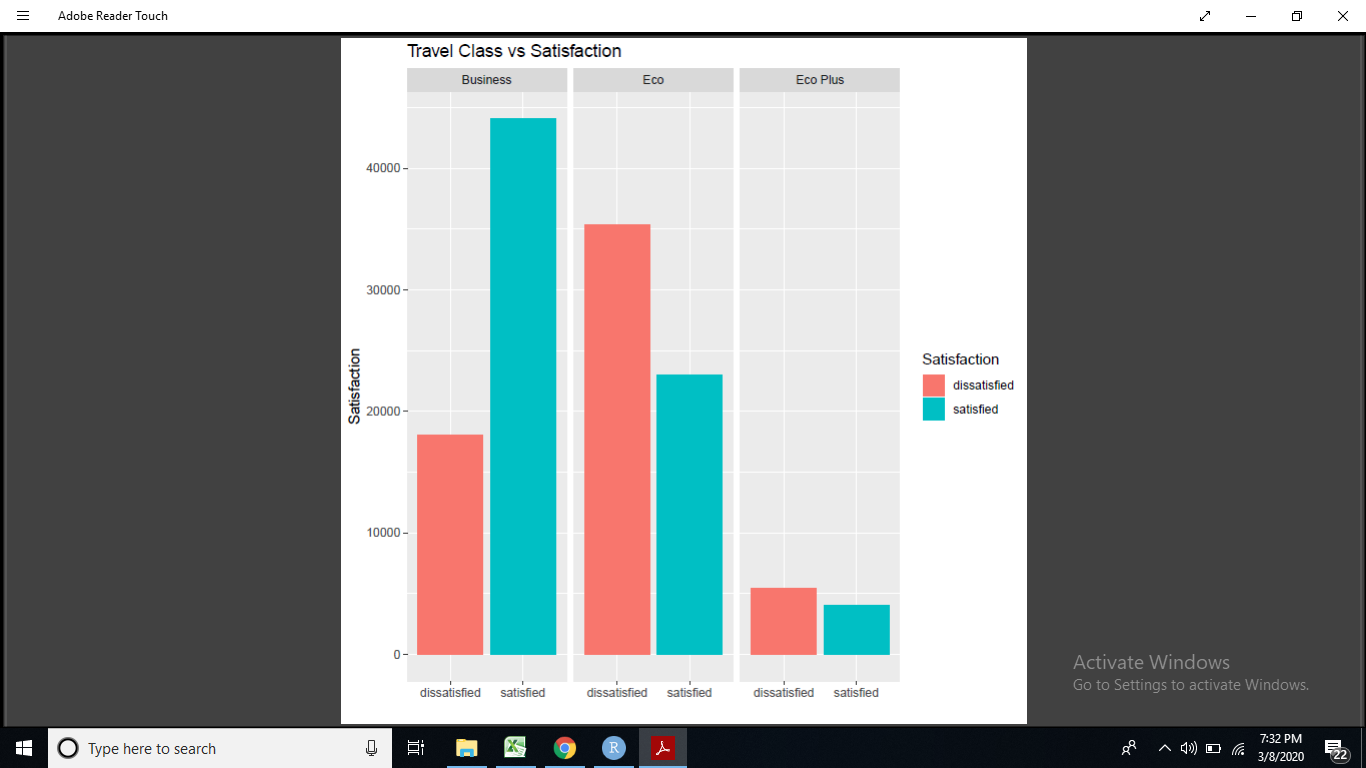 Adobe Reader Touch
Travel Class vs Satisfaction
Business
Eco
Eco Plus
40000
30000
20000
10000
0
Satisfaction
dissatisfied
satisfied
dissatisfied
satisfied
dissatisfied
satisfied
Satisfaction
dissatisfied
satisfied
Activate Windows
Go to Settings to activate Windows.
Type here to search
R
7:32 PM
3/8/2020
22